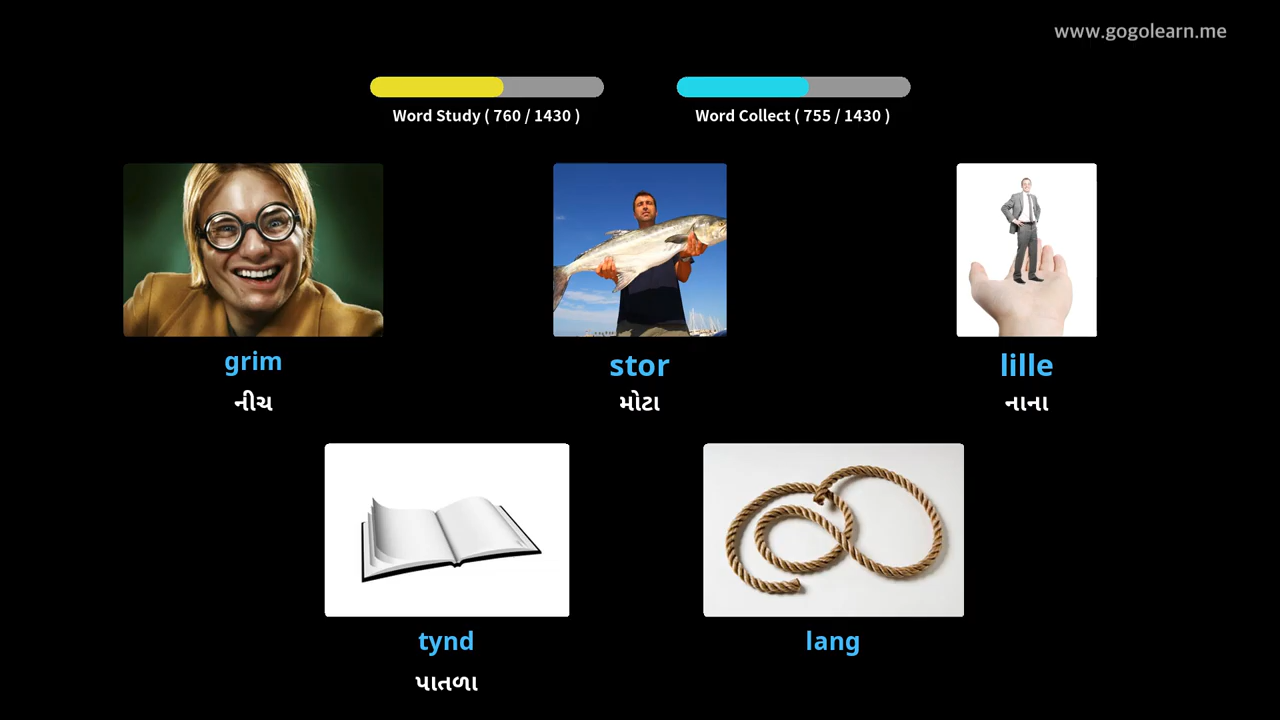 www.gogolearn.me
Word Study ( 760 / 1430 )
Word Collect ( 755 / 1430 )
grim
stor
lille
નીચ
મોટા
નાના
tynd
lang
પાતળા